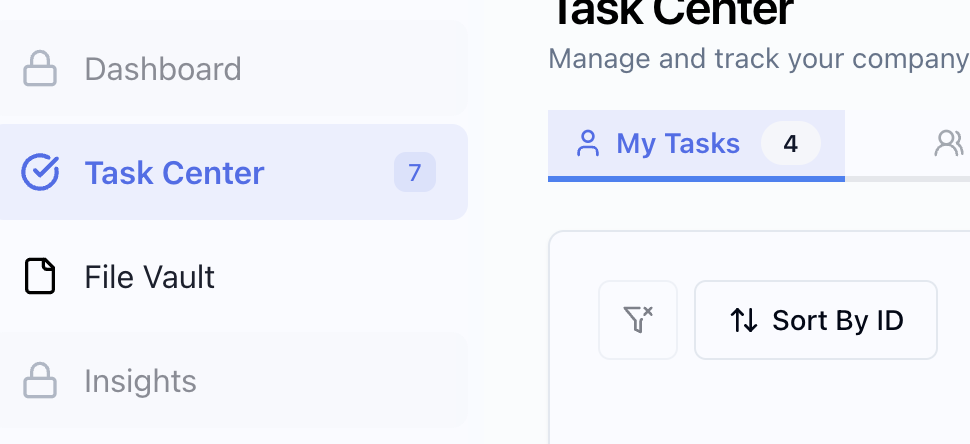 Dashboard
Task Center 7
File Vault
Insights
Task Center
Manage and track your company
My Tasks 4
Sort By ID